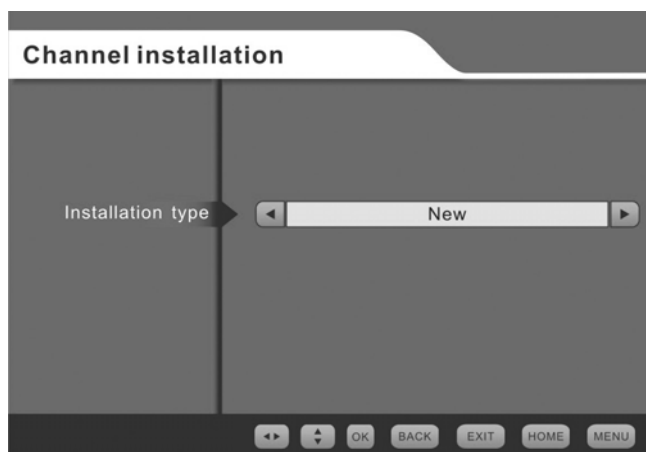 Channel installation
Installation type
New
OK BACK EXIT HOME MENU